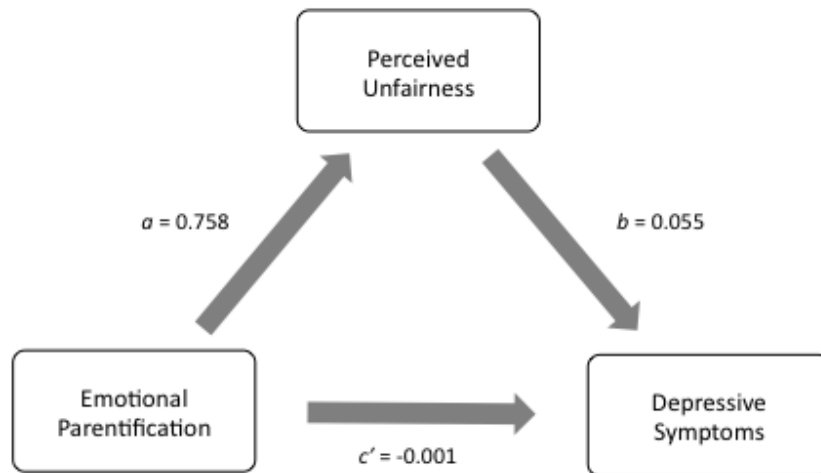 Perceived
Unfairness
a = 0.758
b = 0.055
Emotional
Parentification
Depressive
Symptoms
c' = -0.001